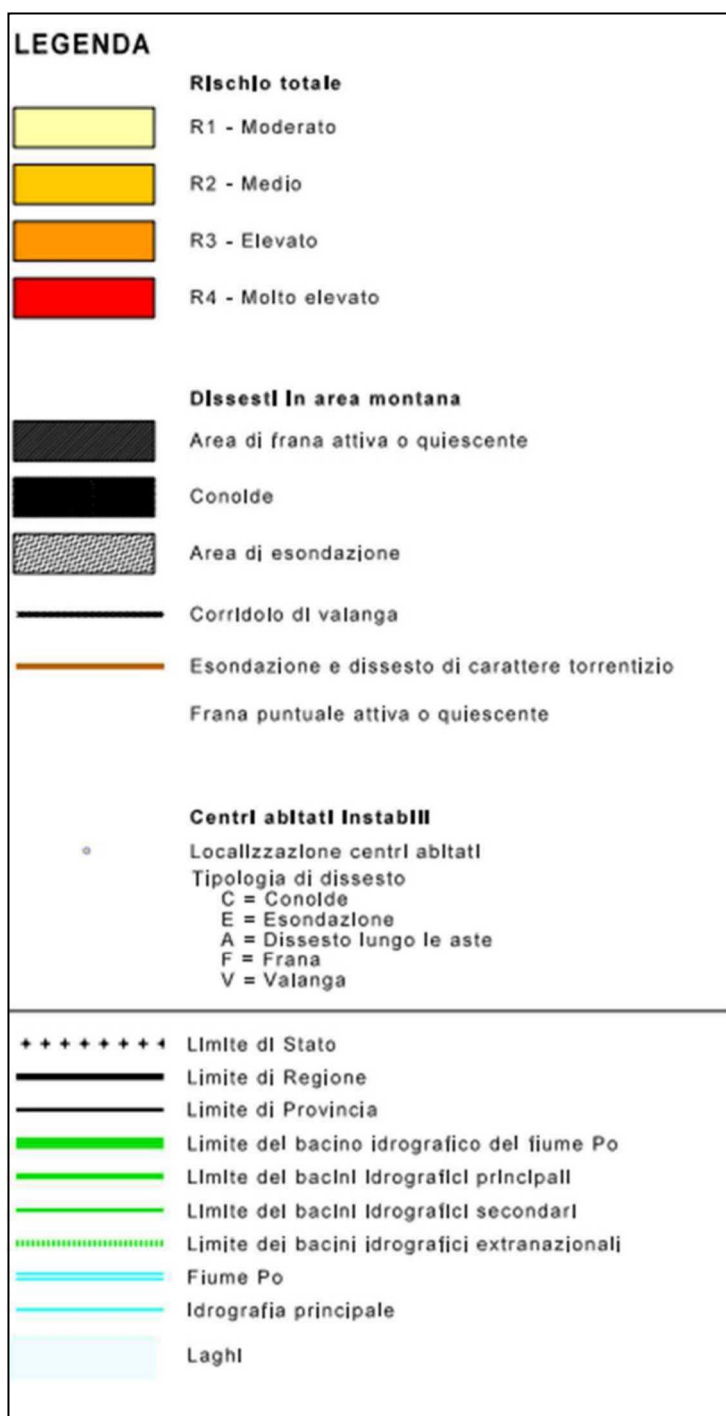 LEGENDA
Rischio totale
R1 - Moderato
R2 - Medio
R3 - Elevato
R4 - Molto elevato
Dissesti in area montana
Area di frana attiva o quiescente
Conoide
Area di esondazione
Corridoio di valanga
Esondazione e dissesto di carattere torrentizio
Frana puntuale attiva o quiescente
Centri abitati instabili
Localizzazione centri abitati
Tipologia di dissesto
C = Conoide
E = Esondazione
A = Dissesto lungo le aste
F = Frana
V = Valanga
Limite di Stato
Limite di Regione
Limite di Provincia
Limite del bacino idrografico del fiume Po
Limite dei bacini idrografici principali
Limite dei bacini idrografici secondari
Limite dei bacini idrografici extranazionali
Fiume Po
Idrografia principale
Laghi